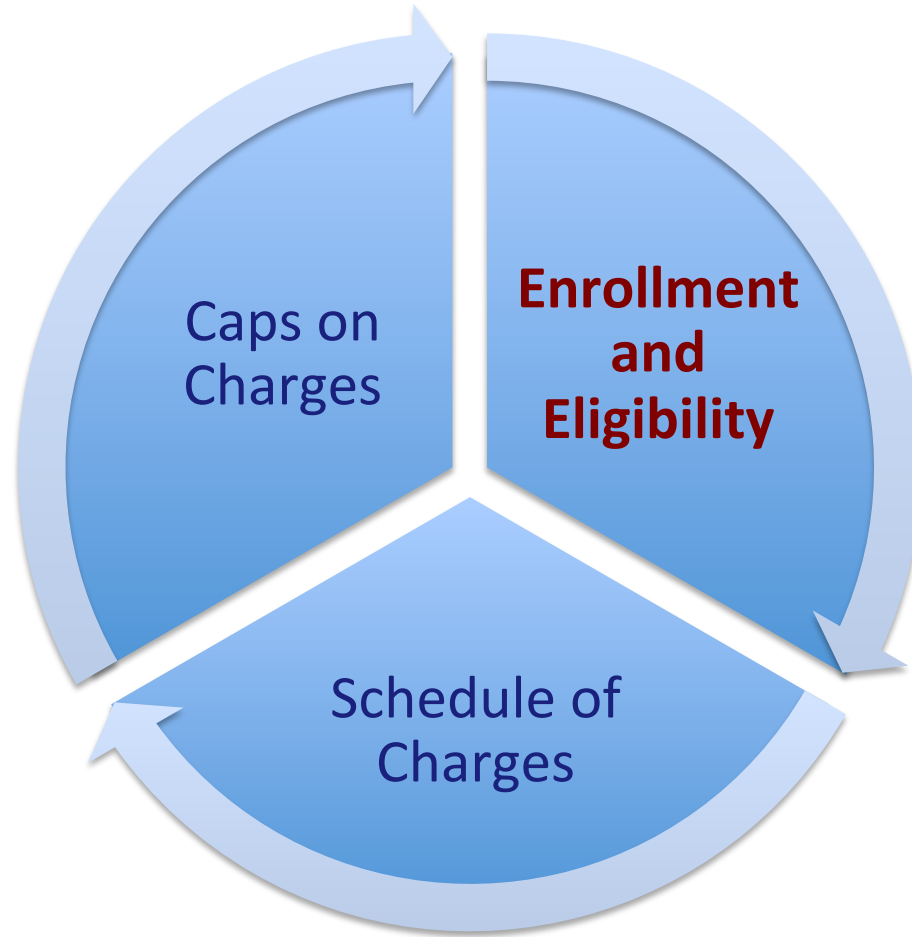 Caps on
Charges
Enrollment
and
Eligibility
Schedule of
Charges